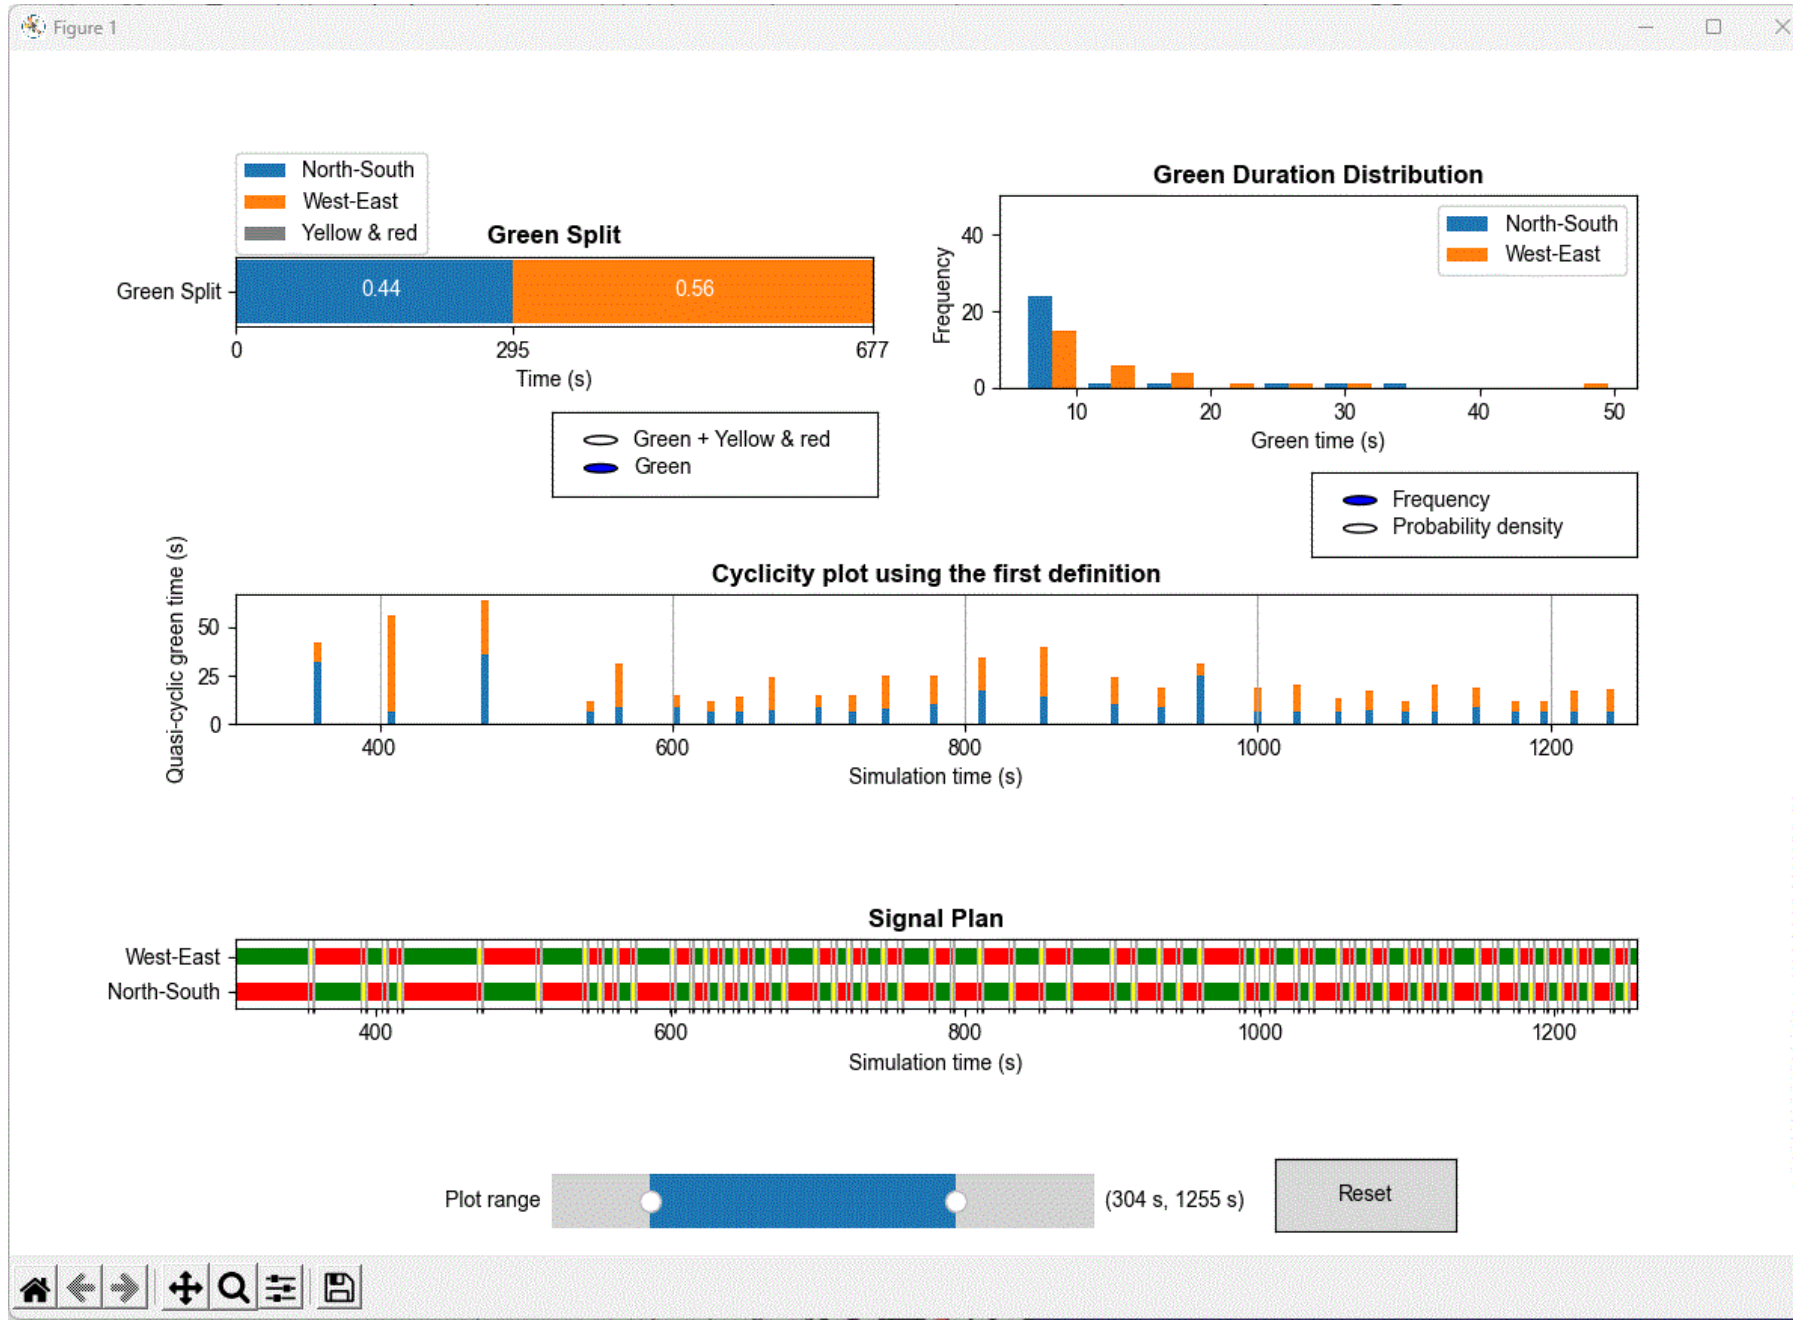 Figure 1
North-South
West-East
Yellow & red
Green Split
Green Split
0.44
0.56
0
295
677
Time (s)
Green + Yellow & red
Green
Green Duration Distribution
North-South
West-East
Frequency
40
20
0
10
20
30
40
50
Green time (s)
Frequency
Probability density
Cyclicity plot using the first definition
Quasi-cyclic green time (s)
50
25
0
400
600
800
1000
1200
Simulation time (s)
Signal Plan
West-East
North-South
400
600
800
1000
1200
Simulation time (s)
Plot range
(304 s, 1255 s)
Reset